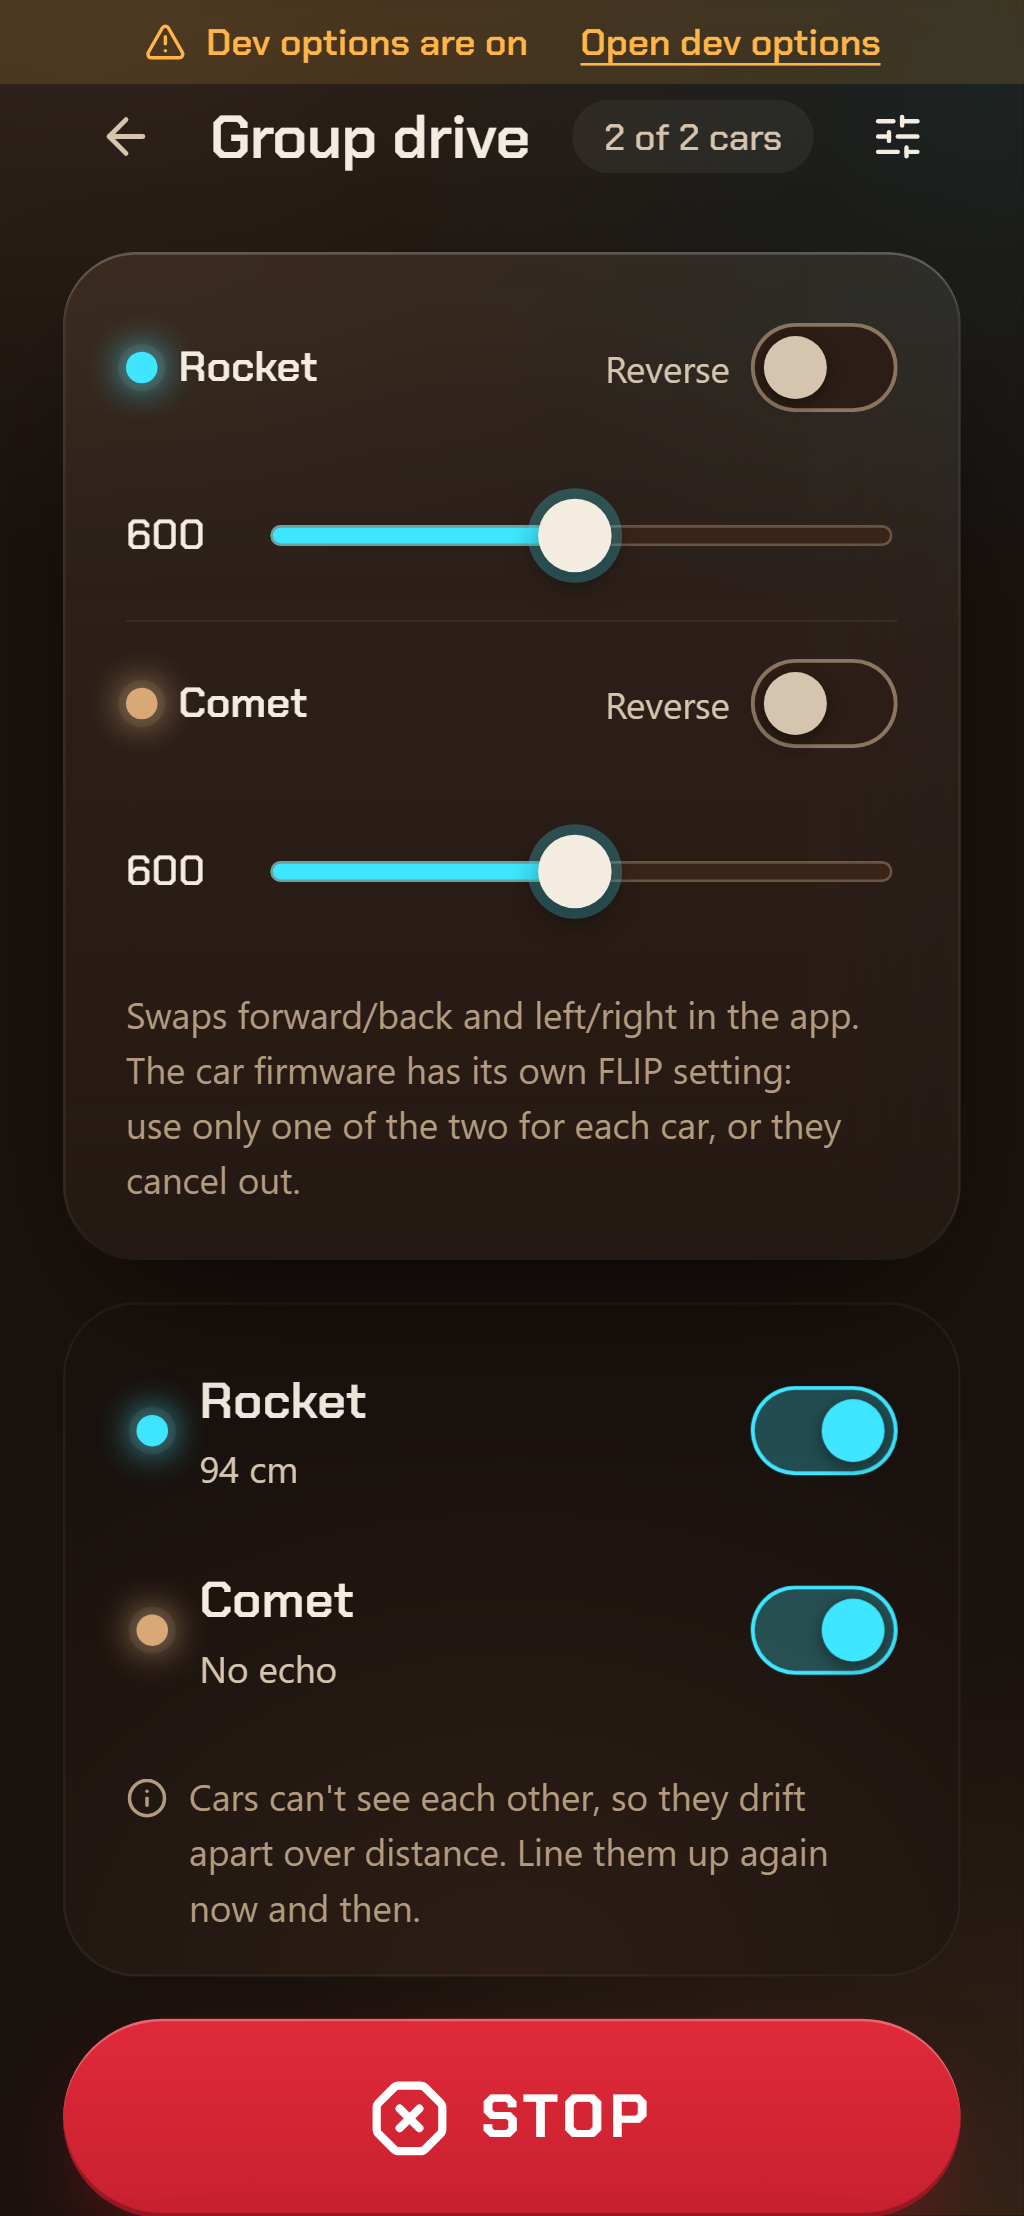 Dev options are on Open dev options
Group drive 2 of 2 cars
Rocket Reverse
600
Comet Reverse
600
Swaps forward/back and left/right in the app.
The car firmware has its own FLIP setting:
use only one of the two for each car, or they
cancel out.
Rocket
94 cm
Comet
No echo
Cars can't see each other, so they drift
apart over distance. Line them up again
now and then.
STOP